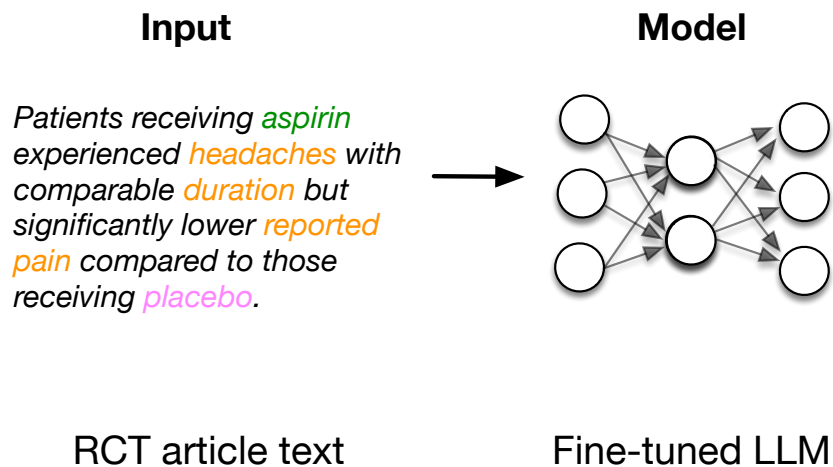 Input
Model
Patients receiving aspirin
experienced headaches with
comparable duration but
significantly lower reported
pain compared to those
receiving placebo.
RCT article text
Fine-tuned LLM